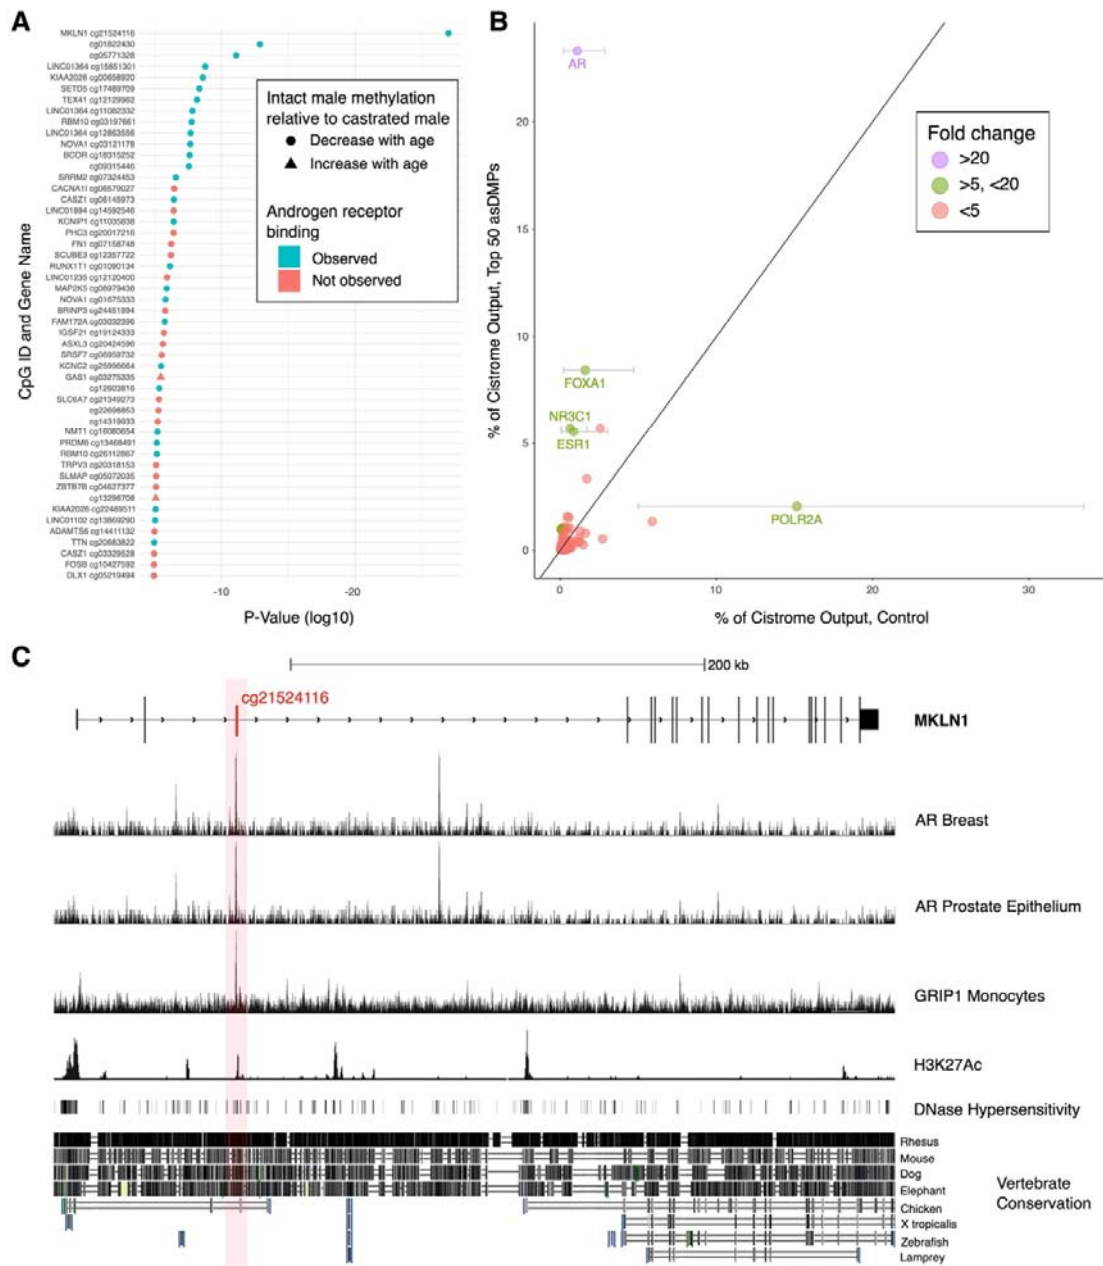 A
MKLN1 cg21524116
cg01822430
cg05771328
LINC01364 cg15851301
KIAA2026 cg00658920
SETD5 cg17489709
TEX41 cg12129962
LINC01364 cg11082332
RBM10 cg03197661
LINC01364 cg12863556
NOVA1 cg03121178
BCOR cg18315252
cg09315446
SRRM2 cg07324453
CACNA1I cg06579027
CASZ1 cg06145973
LINC01894 cg14592546
KCNIP1 cg11035838
PHC3 cg20017216
FN1 cg07158748
SCUBE3 cg12357722
RUNX1T1 cg01090134
LINC01235 cg12120400
MAP2K5 cg08979438
NOVA1 cg01675333
BRINP3 cg24451994
FAM172A cg03032396
IGSF21 cg19124333
ASXL3 cg20424596
SRSF7 cg06959732
KCNC2 cg25996664
GAS1 cg03275335
cg12603816
SLC6A7 cg21349273
cg22698853
cg14319933
NMT1 cg16080654
PRDM8 cg13468491
RBM10 cg26112867
TRPV3 cg20318153
SLMAP cg05072035
ZBTB7B cg04627377
cg13296708
KIAA2026 cg22489511
LINC01102 cg13869290
ADAMTS6 cg14411132
TTN cg20683822
CASZ1 cg03329528
FOSB cg10427592
DLX1 cg05219494
CpG ID and Gene Name
-10
-20
P-Value (log10)
Intact male methylation
relative to castrated male
Decrease with age
Increase with age
Androgen receptor
binding
Observed
Not observed
B
% of Cistrome Output, Top 50 asDMPs
20
15
10
5
0
0
10
20
30
% of Cistrome Output, Control
AR
FOXA1
NR3C1
ESR1
POLR2A
Fold change
>20
>5, <20
<5
C
200 kb
cg21524116
MKLN1
AR Breast
AR Prostate Epithelium
GRIP1 Monocytes
H3K27Ac
DNase Hypersensitivity
Rhesus
Mouse
Dog
Elephant
Chicken
X tropicalis
Zebrafish
Lamprey
Vertebrate
Conservation